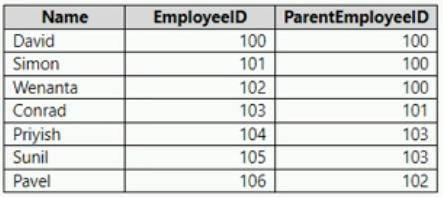 Name EmployeeID ParentEmployeeID
David 100 100
Simon 101 100
Wenanta 102 100
Conrad 103 101
Priyish 104 103
Sunil 105 103
Pavel 106 102